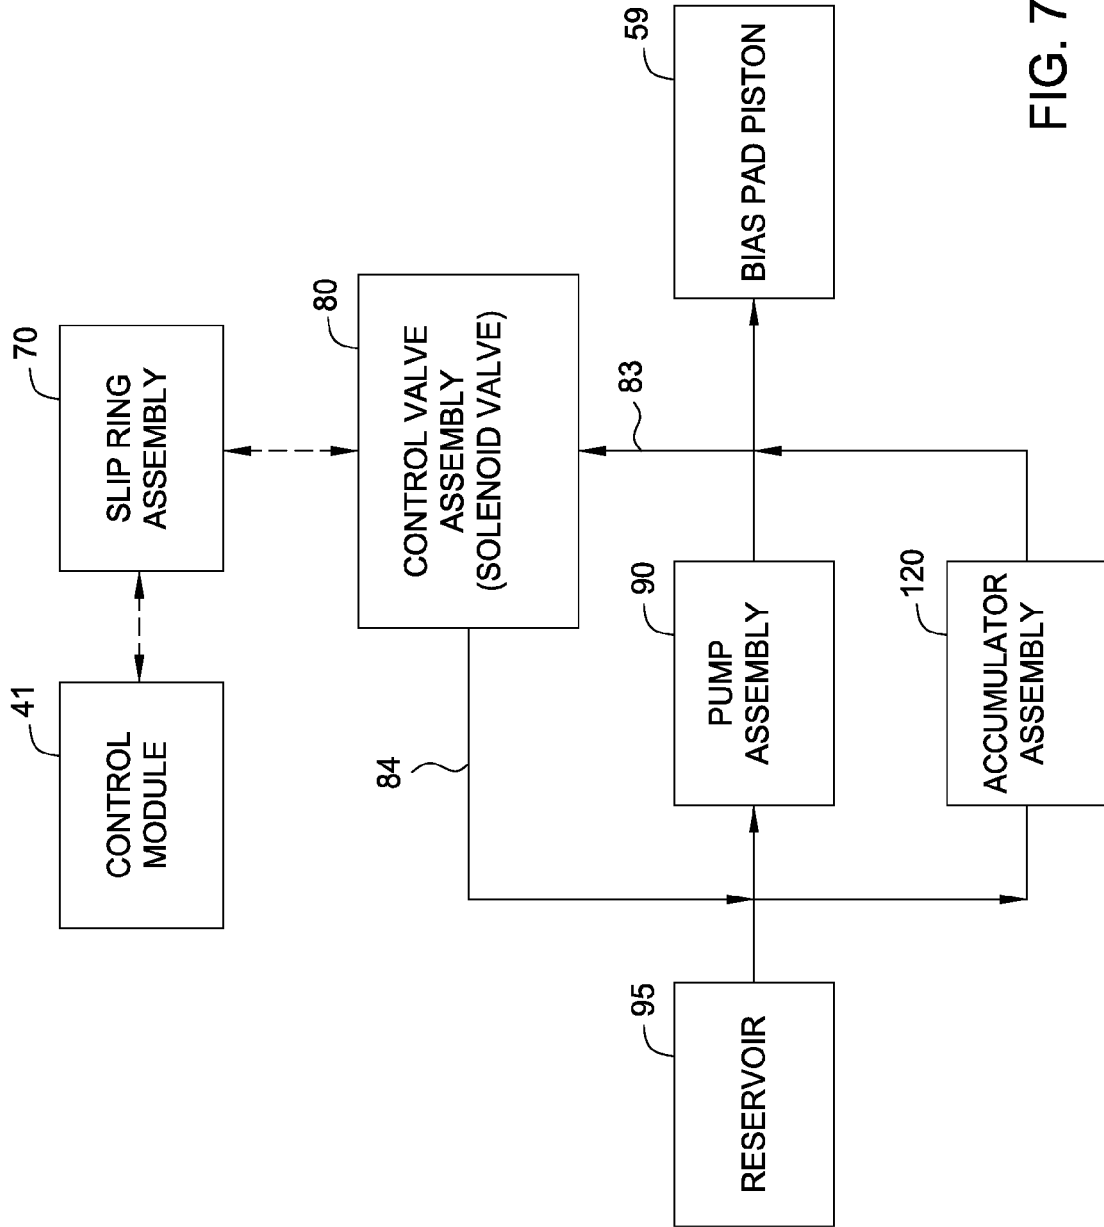 41
CONTROL
MODULE
70
SLIP RING
ASSEMBLY
80
CONTROL VALVE
ASSEMBLY
(SOLENOID VALVE)
84
83
95
RESERVOIR
90
PUMP
ASSEMBLY
59
BIAS PAD PISTON
120
ACCUMULATOR
ASSEMBLY
FIG. 7